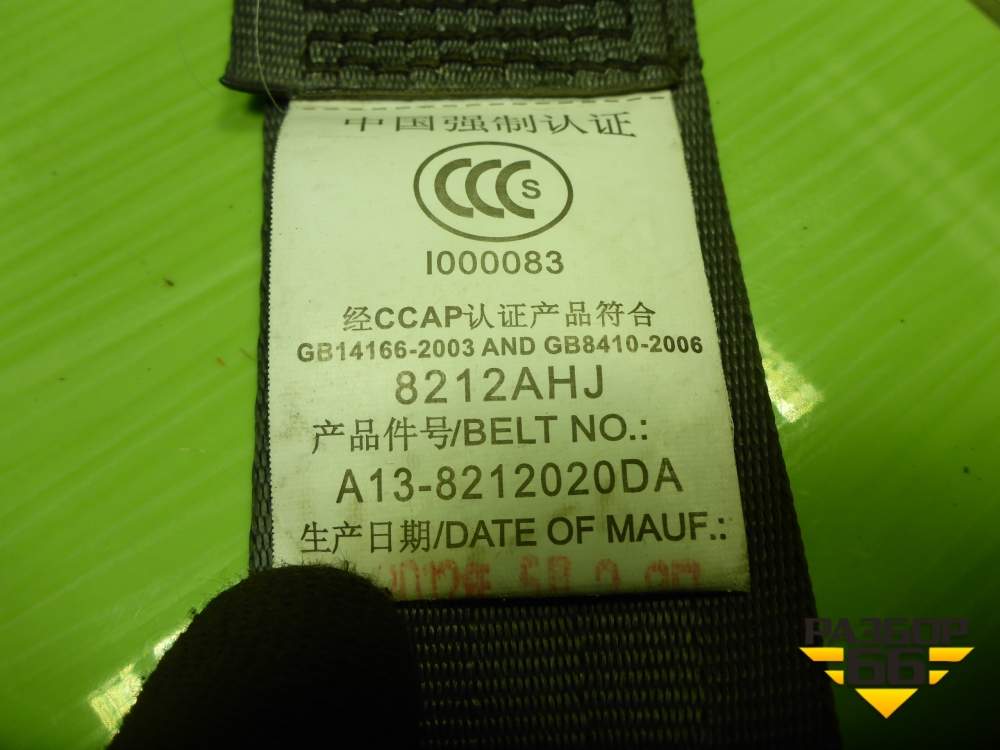 中国强制认证
CCC S
I000083
经CCAP认证产品符合
GB14166-2003 AND GB8410-2006
8212AHJ
产品件号/BELT NO.:
A13-8212020DA
生产日期/DATE OF MAUF.:
РАЗБОР
66